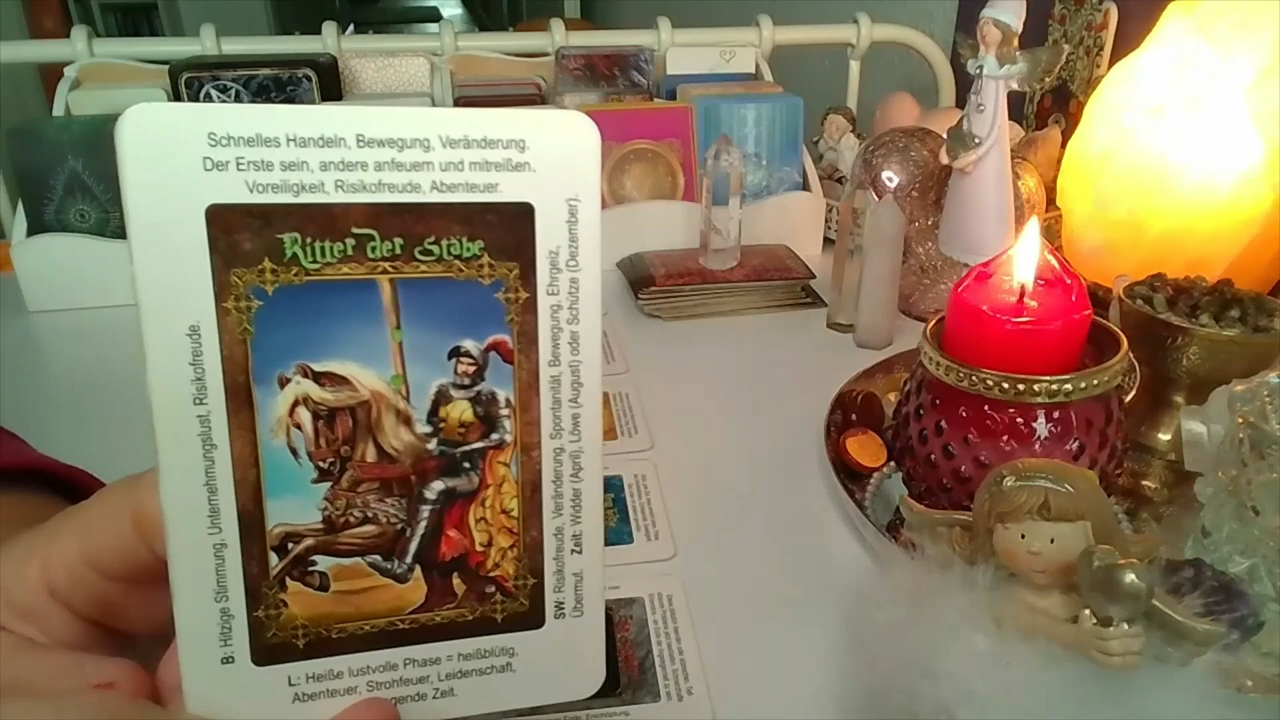 Schnelles Handeln, Bewegung, Veränderung.
Der Erste sein, andere anfeuern und mitreißen,
Voreiligkeit, Risikofreude, Abenteuer.
Ritter der Stäbe
B: Hitzige Stimmung, Unternehmungslust, Risikofreude.
SW: Risikofreude, Veränderung, Spontanität, Bewegung, Ehrgeiz,
Übermut. Zeit: Widder (April), Löwe (August) oder Schütze (Dezember).
L: Heiße lustvolle Phase = heißblütig,
Abenteuer, Strohfeuer, Leidenschaft,
gende Zeit.